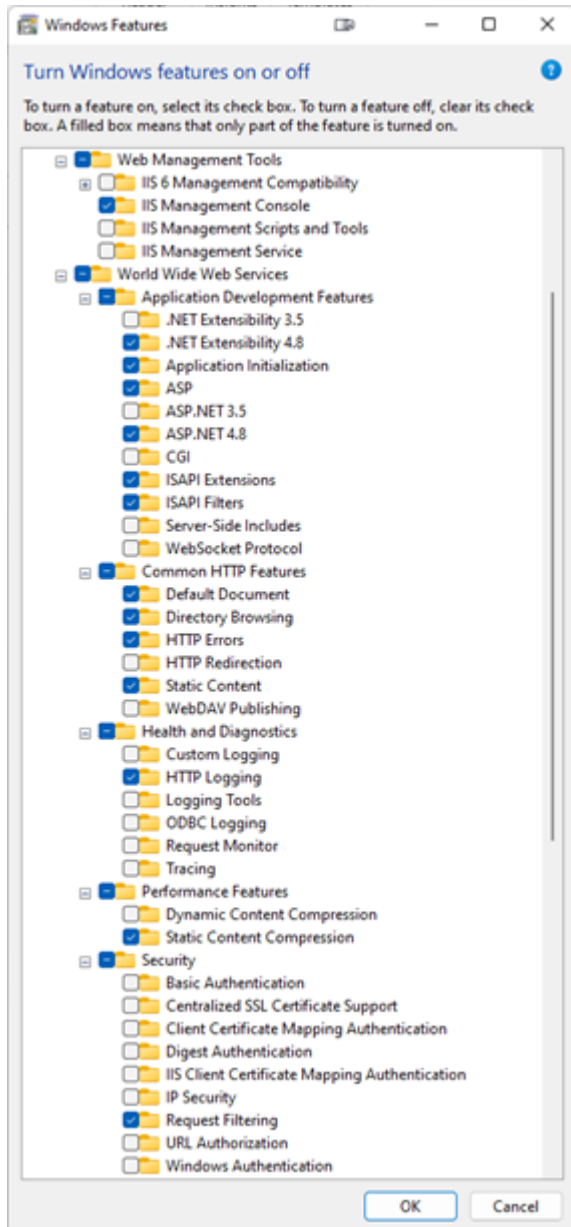 Windows Features
Turn Windows features on or off
To turn a feature on, select its check box. To turn a feature off, clear its check
box. A filled box means that only part of the feature is turned on.
Web Management Tools
IIS 6 Management Compatibility
IIS Management Console
IIS Management Scripts and Tools
IIS Management Service
World Wide Web Services
Application Development Features
.NET Extensibility 3.5
.NET Extensibility 4.8
Application Initialization
ASP
ASP.NET 3.5
ASP.NET 4.8
CGI
ISAPI Extensions
ISAPI Filters
Server-Side Includes
WebSocket Protocol
Common HTTP Features
Default Document
Directory Browsing
HTTP Errors
HTTP Redirection
Static Content
WebDAV Publishing
Health and Diagnostics
Custom Logging
HTTP Logging
Logging Tools
ODBC Logging
Request Monitor
Tracing
Performance Features
Dynamic Content Compression
Static Content Compression
Security
Basic Authentication
Centralized SSL Certificate Support
Client Certificate Mapping Authentication
Digest Authentication
IIS Client Certificate Mapping Authentication
IP Security
Request Filtering
URL Authorization
Windows Authentication
OK Cancel